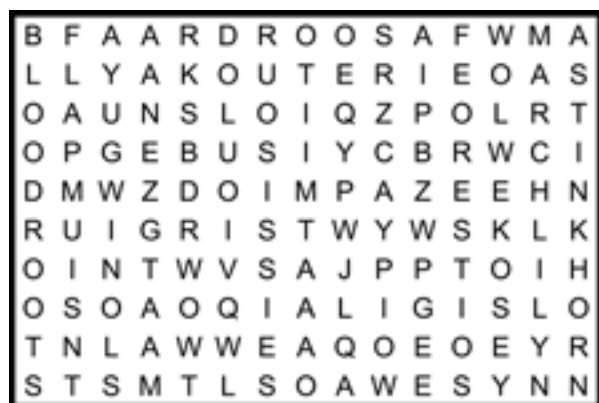 B F A A R D R O O S A F W M A
L L Y A K O U T E R I E O A S
O A U N S L O I Q Z P O L R T
O P G E B U S I Y C B R W C I
D M W Z D O I M P A Z E E H N
R U I G R I S T W Y W S K L K
O I N T W V S A J P P T O I H
O S O A O Q I A L I G I S L O
T N L A W W E A Q O E O E Y R
S T S M T L S O A W E S Y N N